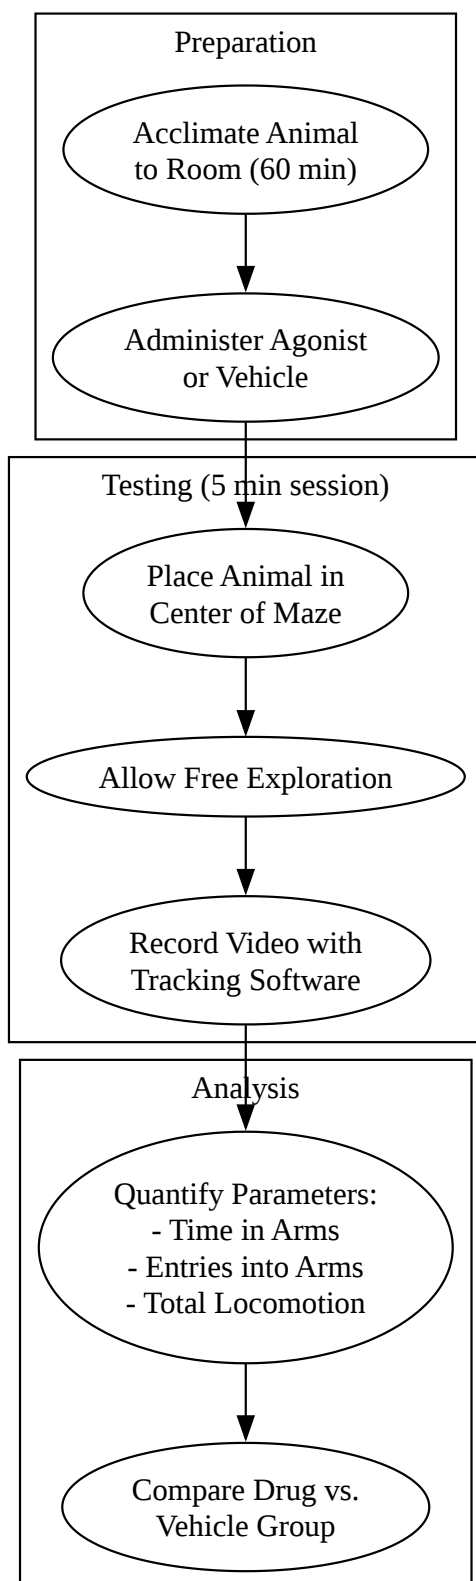 Preparation
Acclimate Animal
to Room (60 min)
Administer Agonist
or Vehicle
Testing (5 min session)
Place Animal in
Center of Maze
Allow Free Exploration
Record Video with
Tracking Software
Analysis
Quantify Parameters:
- Time in Arms
- Entries into Arms
- Total Locomotion
Compare Drug vs.
Vehicle Group